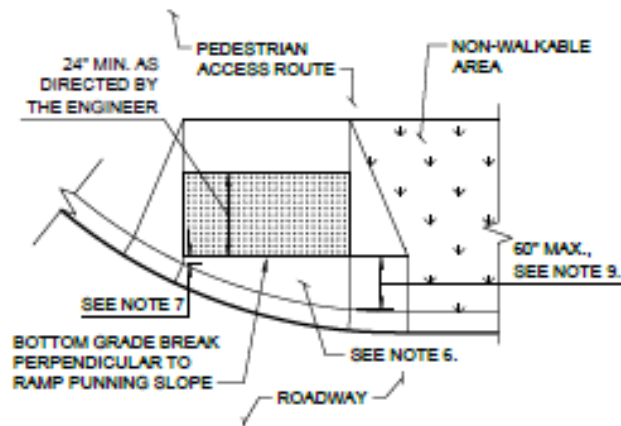 PEDESTRIAN
ACCESS ROUTE
NON-WALKABLE
AREA
24" MIN. AS
DIRECTED BY
THE ENGINEER
60" MAX.,
SEE NOTE 9.
SEE NOTE 7
BOTTOM GRADE BREAK
PERPENDICULAR TO
RAMP PUNNING SLOPE
SEE NOTE 6.
ROADWAY